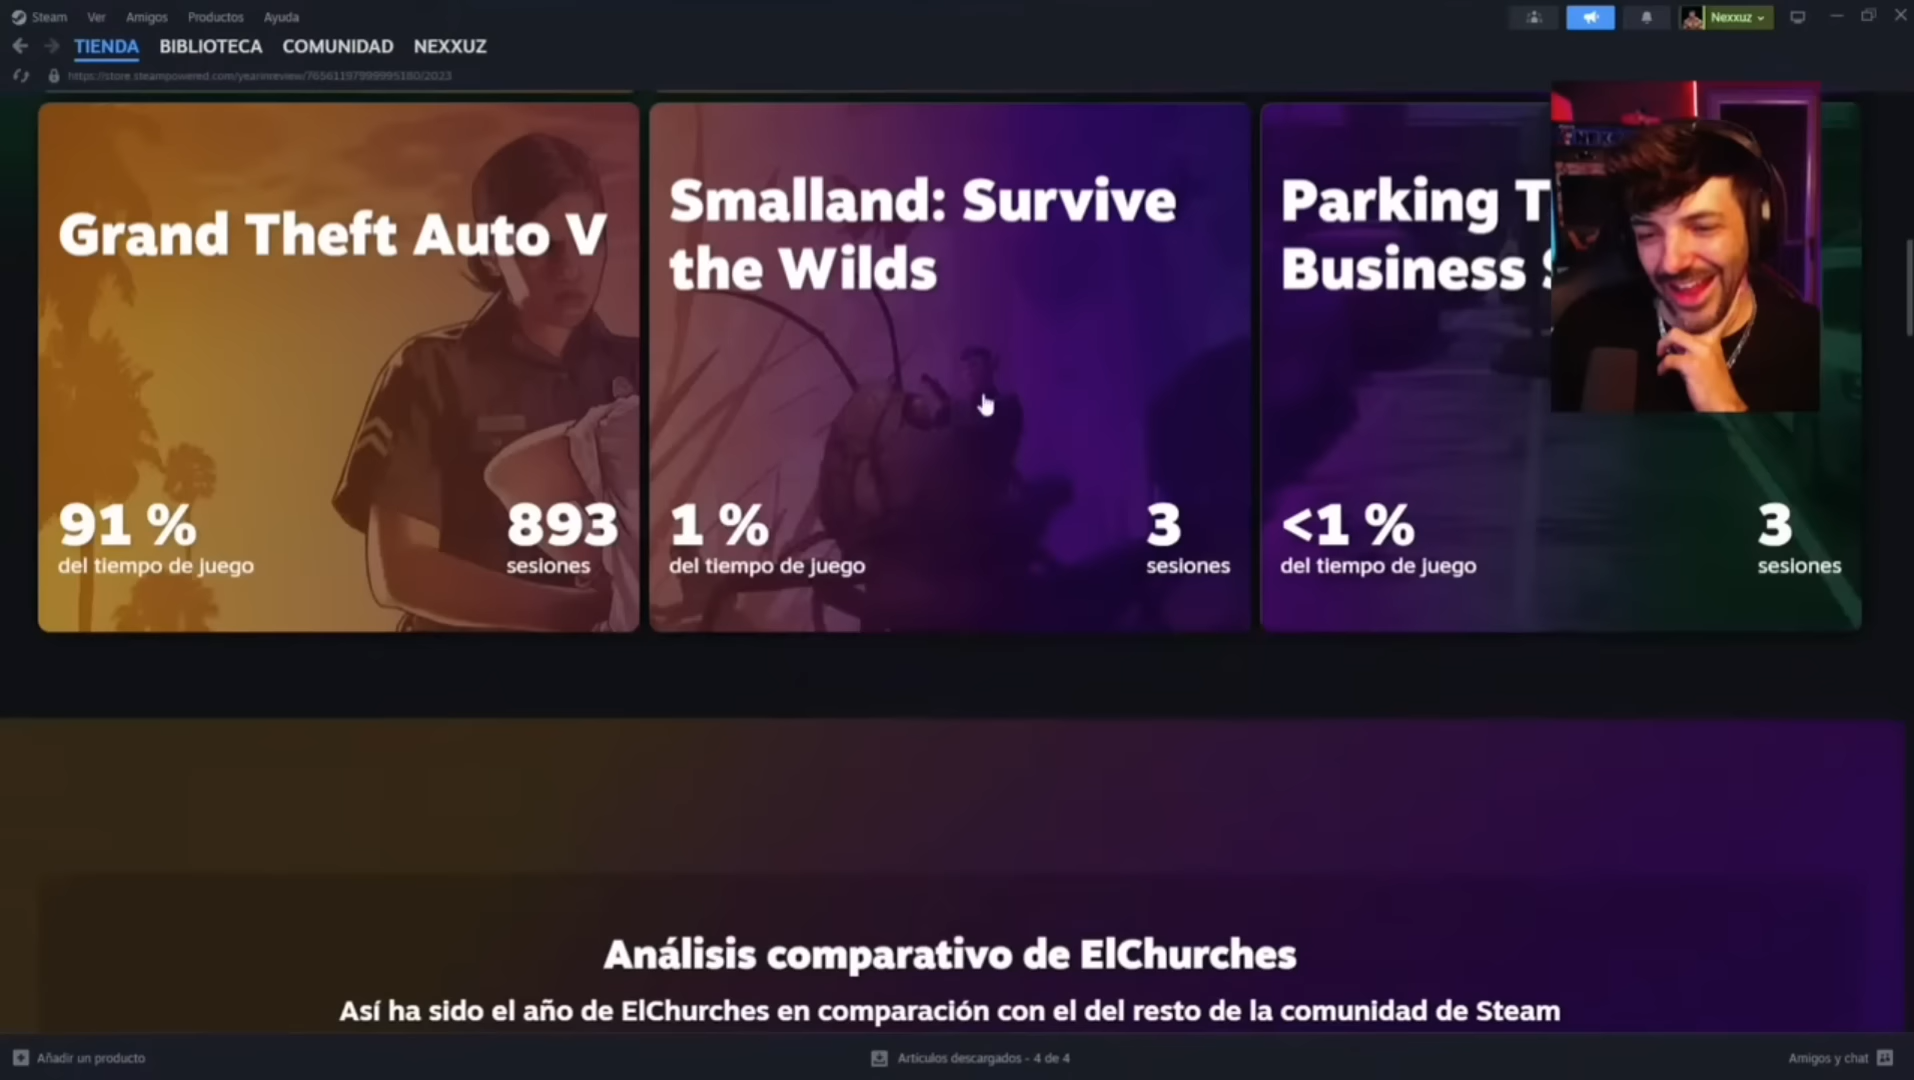 Steam Ver Amigos Productos Ayuda
Nexxuz
TIENDA BIBLIOTECA COMUNIDAD NEXXUZ
Grand Theft Auto V
91 %
del tiempo de juego
893
sesiones
Smalland: Survive
the Wilds
1 %
del tiempo de juego
3
sesiones
Parking T
Business
<1 %
del tiempo de juego
3
sesiones
Análisis comparativo de ElChurches
Así ha sido el año de ElChurches en comparación con el del resto de la comunidad de Steam
Añadir un producto
Artículos descargados - 4 de 4
Amigos y chat